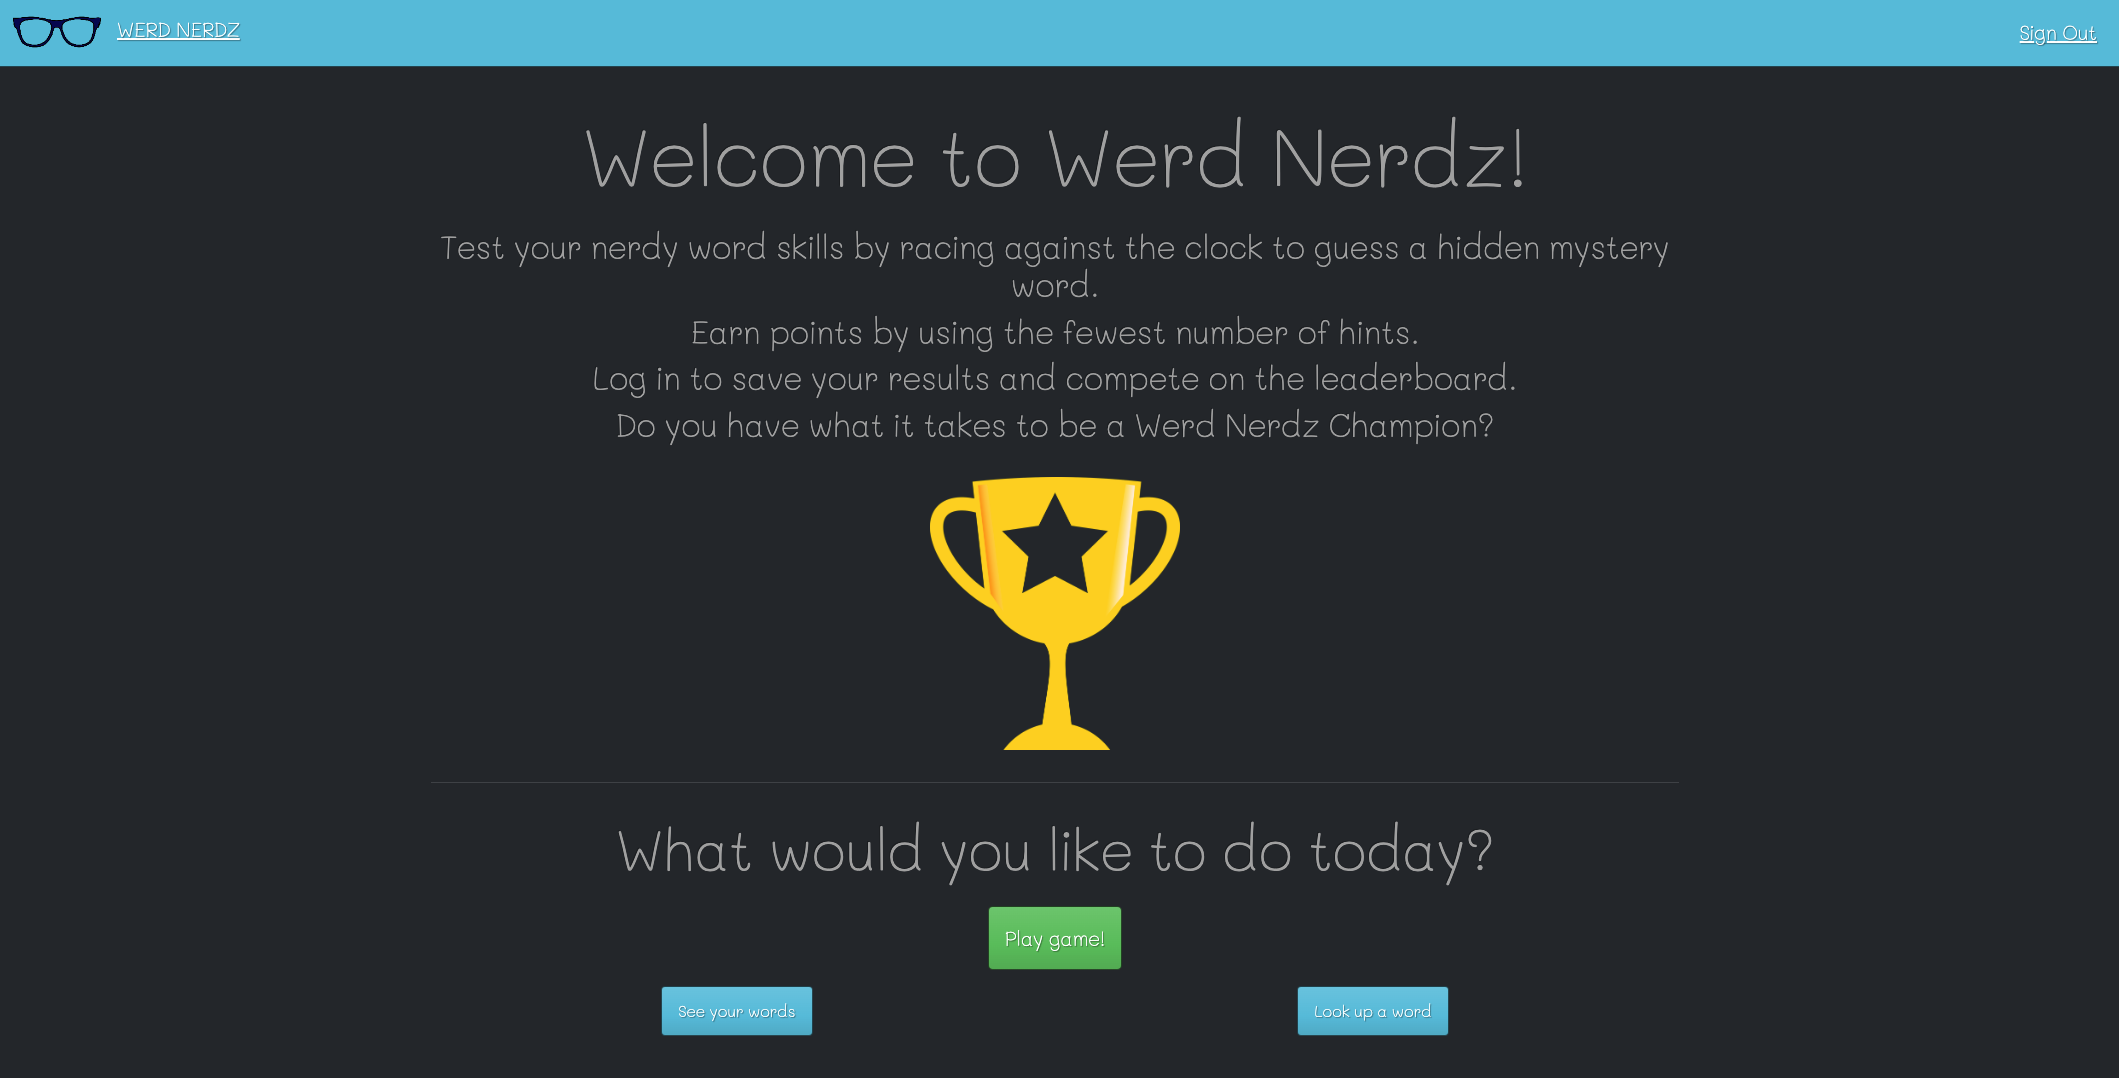 WERD NERDZ
Sign Out
Welcome to Werd Nerdz!
Test your nerdy word skills by racing against the clock to guess a hidden mystery
word.
Earn points by using the fewest number of hints.
Log in to save your results and compete on the leaderboard.
Do you have what it takes to be a Werd Nerdz Champion?
What would you like to do today?
Play game!
See your words
Look up a word